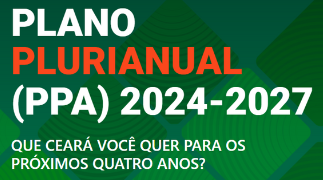 PLANO
PLURIANUAL
(PPA) 2024-2027
QUE CEARÁ VOCÊ QUER PARA OS
PRÓXIMOS QUATRO ANOS?